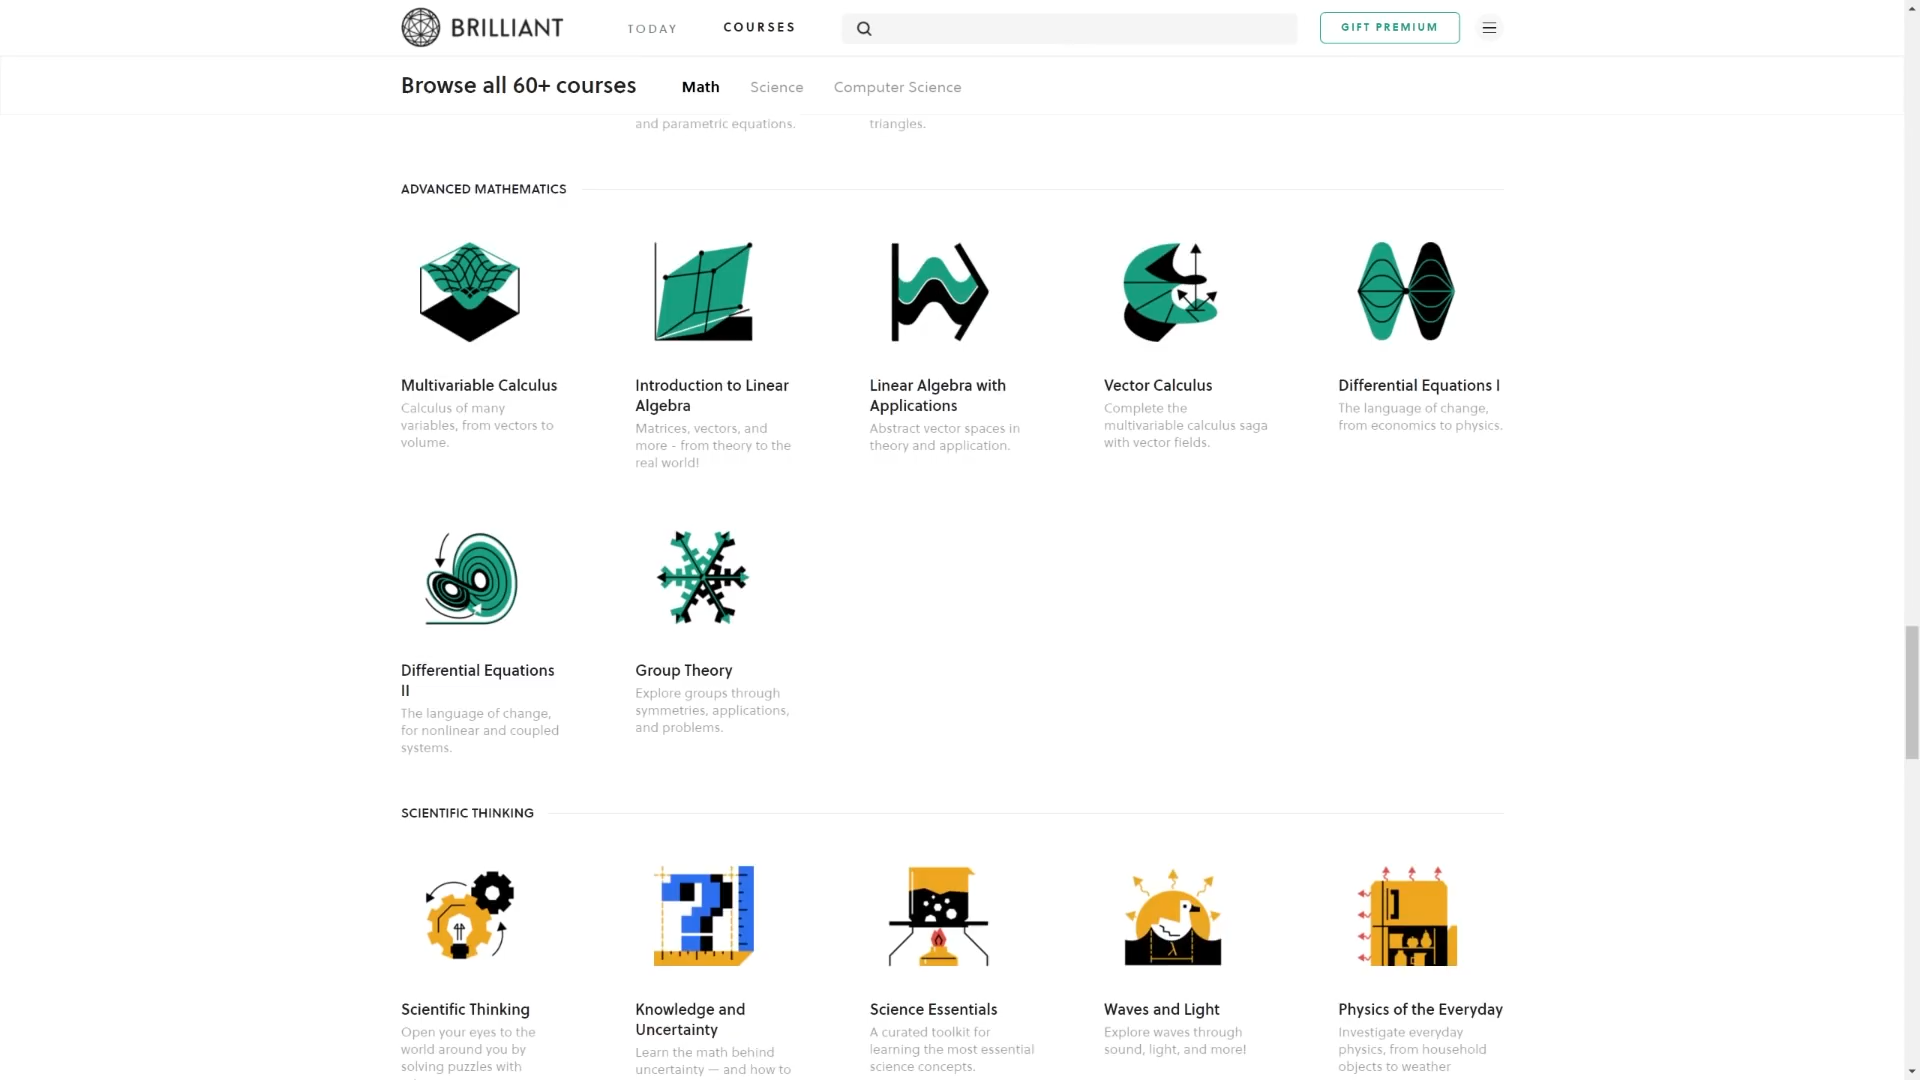 BRILLIANT
TODAY
COURSES
GIFT PREMIUM
Browse all 60+ courses
Math
Science
Computer Science
and parametric equations.
triangles.
ADVANCED MATHEMATICS
Multivariable Calculus
Calculus of many
variables, from vectors to
volume.
Introduction to Linear
Algebra
Matrices, vectors, and
more - from theory to the
real world!
Linear Algebra with
Applications
Abstract vector spaces in
theory and application.
Vector Calculus
Complete the
multivariable calculus saga
with vector fields.
Differential Equations I
The language of change,
from economics to physics.
Differential Equations
II
The language of change,
for nonlinear and coupled
systems.
Group Theory
Explore groups through
symmetries, applications,
and problems.
SCIENTIFIC THINKING
Scientific Thinking
Open your eyes to the
world around you by
solving puzzles with
Knowledge and
Uncertainty
Learn the math behind
uncertainty — and how to
Science Essentials
A curated toolkit for
learning the most essential
science concepts.
λ
Waves and Light
Explore waves through
sound, light, and more!
Physics of the Everyday
Investigate everyday
physics, from household
objects to weather